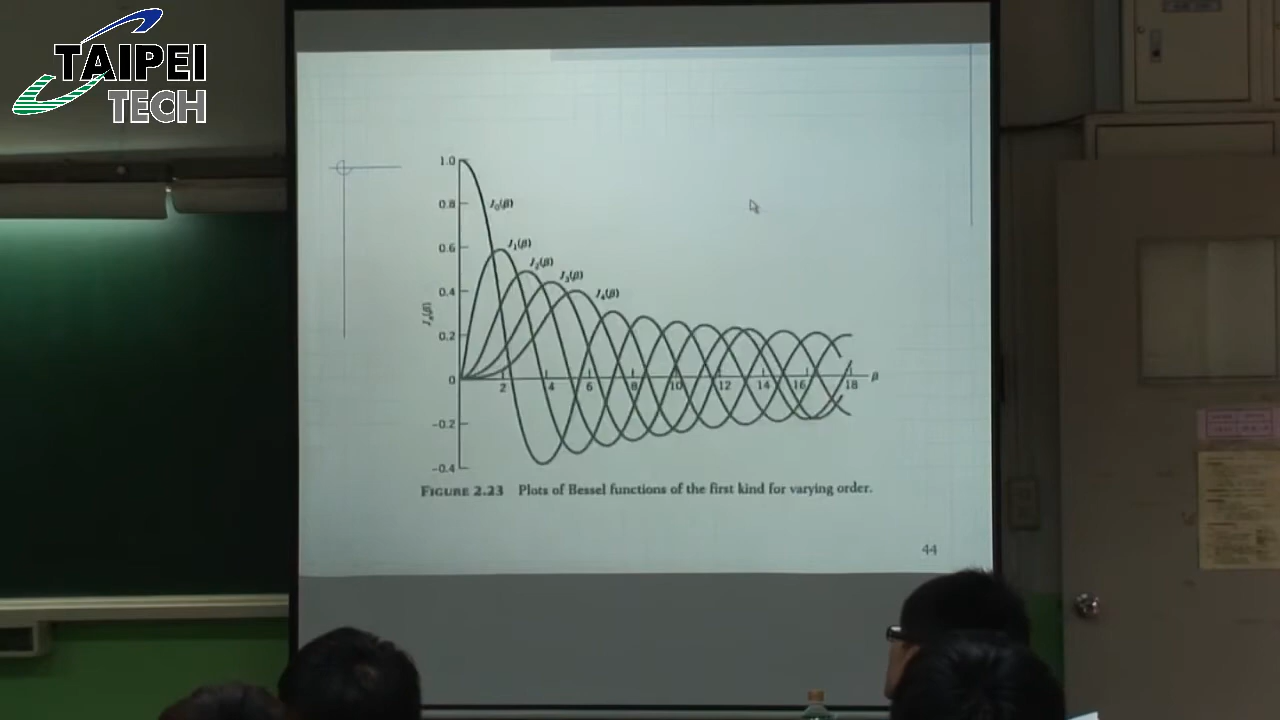 TAIPEI
TECH
1.0
0.8
0.6
0.4
0.2
0
-0.2
-0.4
J₀(β)
J₁(β)
J₂(β)
J₃(β)
J₄(β)
Jₙ(β)
2 4 6 8 10 12 14 16 18 β
FIGURE 2.23 Plots of Bessel functions of the first kind for varying order.
44